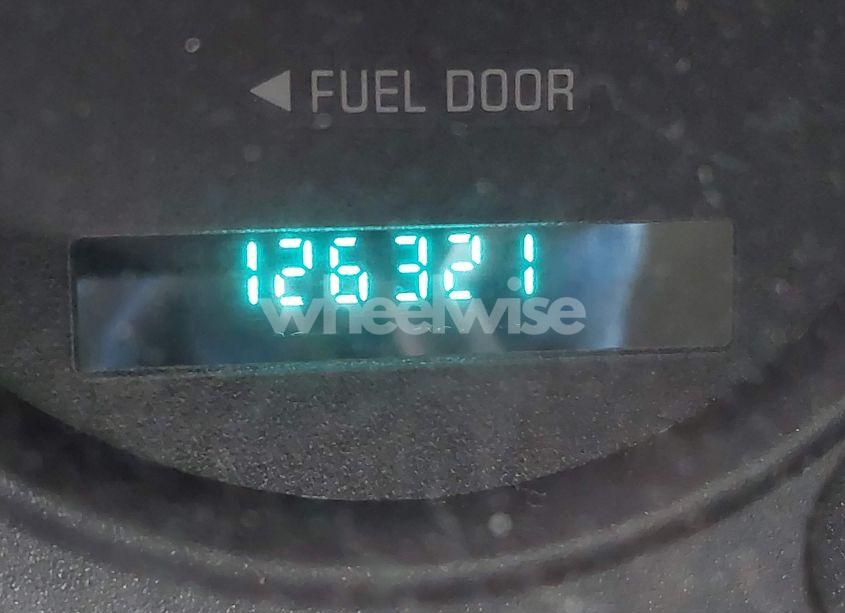 ◀ FUEL DOOR
126321
wheelwise